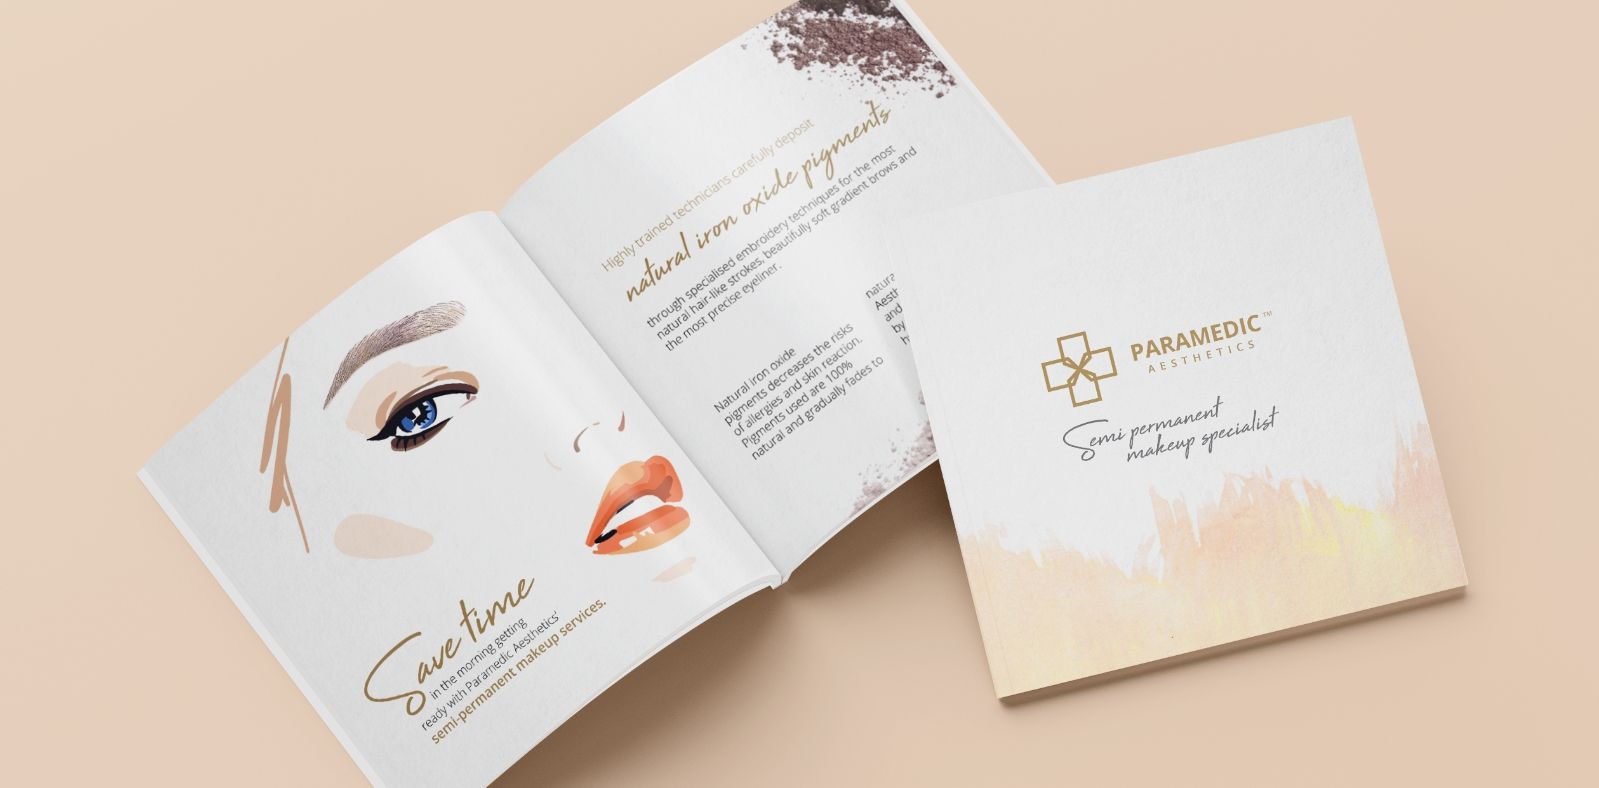 Save time
in the morning getting
ready with Paramedic Aesthetics'
semi-permanent makeup services.
Highly trained technicians carefully deposit
natural iron oxide pigments
through specialised embroidery techniques for the most
natural hair-like strokes, beautifully soft gradient brows and
the most precise eyeliner.
Natural iron oxide
pigments decreases the risks
of allergies and skin reaction.
Pigments used are 100%
natural and gradually fades to
and
by
PARAMEDIC™
AESTHETICS
Semi permanent
makeup specialist